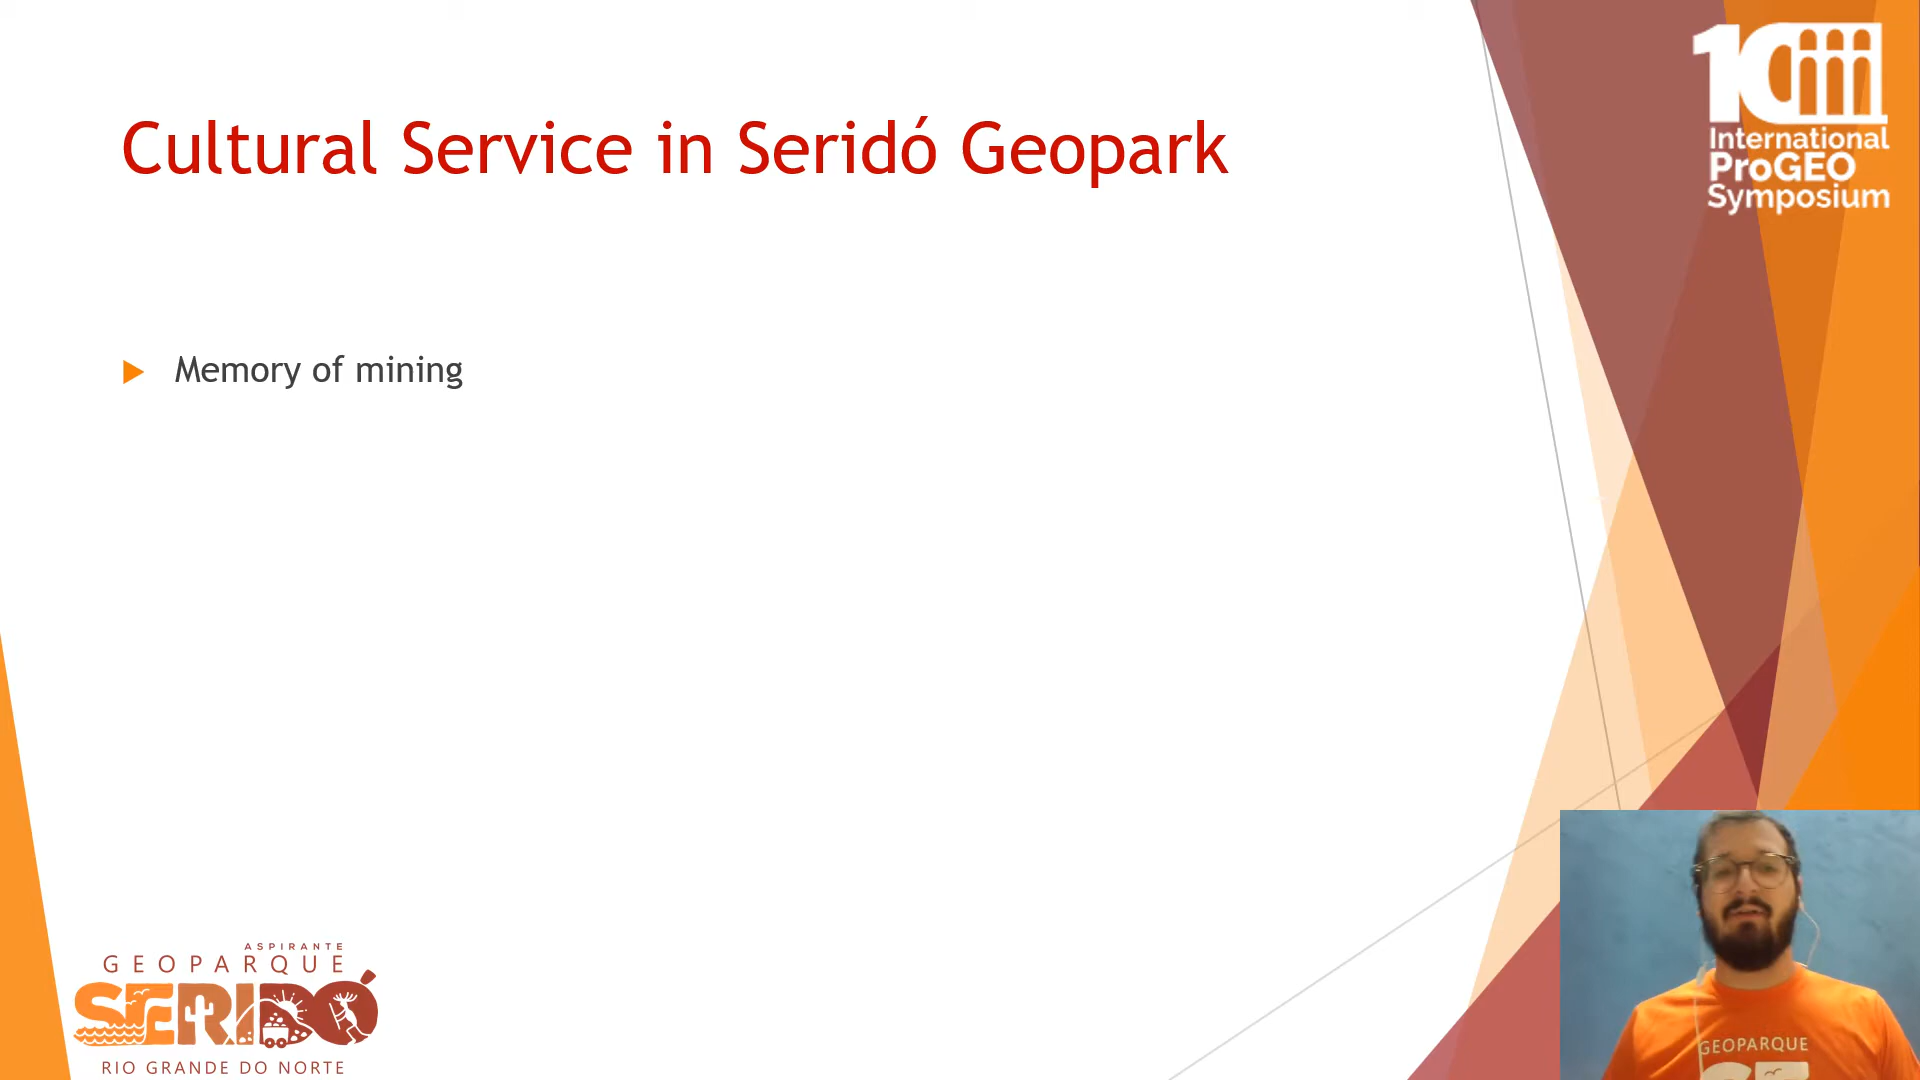 Cultural Service in Seridó Geopark
10
International
ProGEO
Symposium
Memory of mining
ASPIRANTE
GEOPARQUE
SERIDÓ
RIO GRANDE DO NORTE
GEOPARQUE